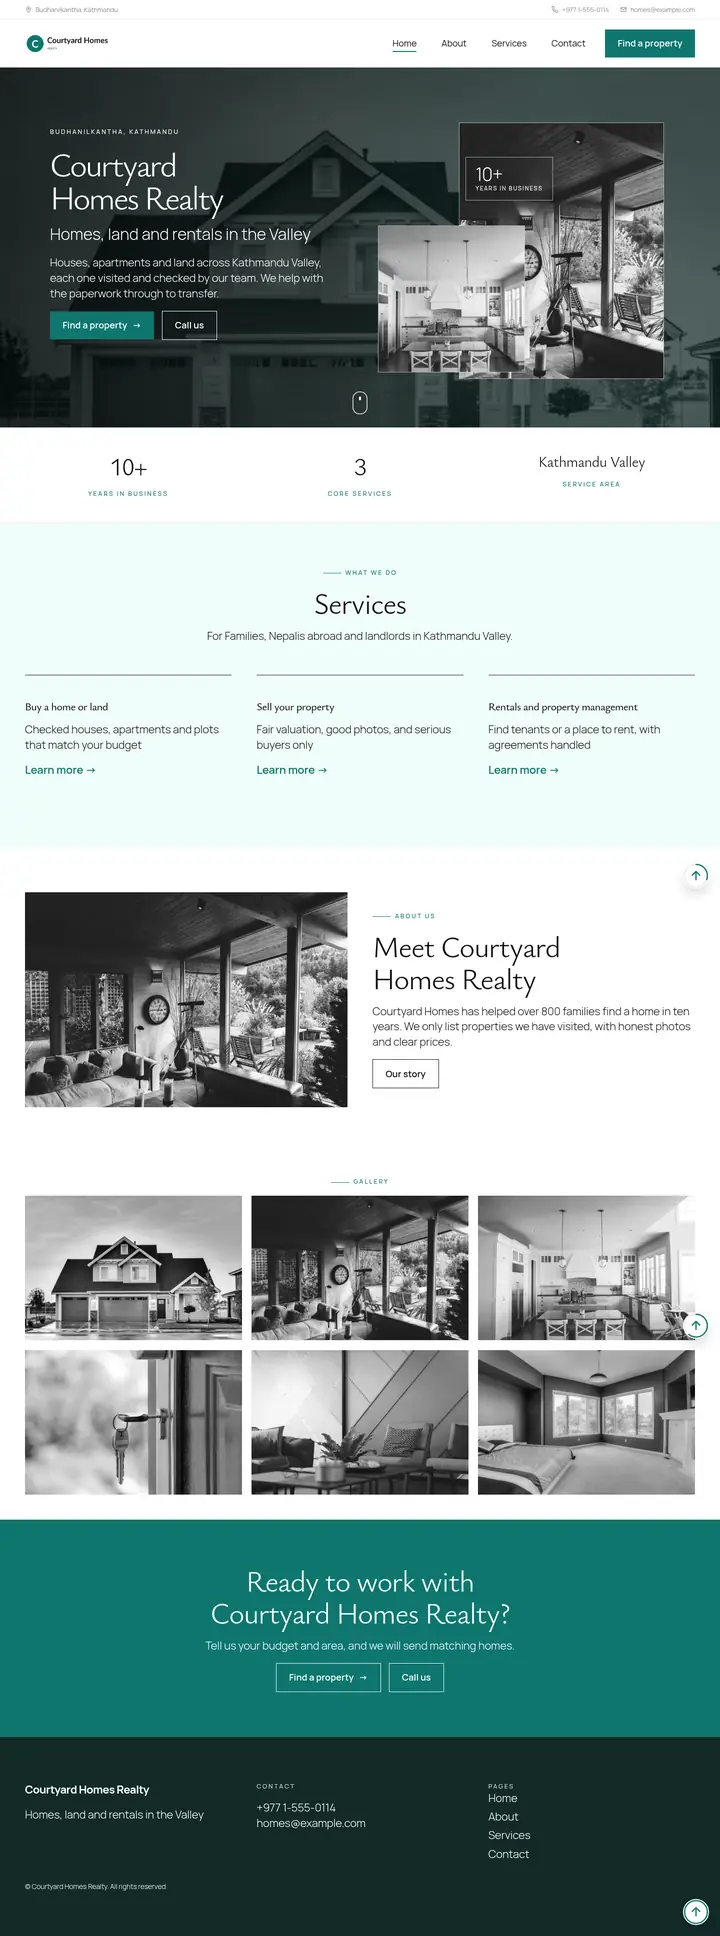 Budhanilkantha, Kathmandu
+977 1-555-0114
homes@example.com
C
Courtyard Homes
REALTY
Home
About
Services
Contact
Find a property
BUDHANILKANTHA, KATHMANDU
Courtyard
Homes Realty
Homes, land and rentals in the Valley
Houses, apartments and land across Kathmandu Valley,
each one visited and checked by our team. We help with
the paperwork through to transfer.
Find a property →
Call us
10+
YEARS IN BUSINESS
10+
YEARS IN BUSINESS
3
CORE SERVICES
Kathmandu Valley
SERVICE AREA
WHAT WE DO
Services
For Families, Nepalis abroad and landlords in Kathmandu Valley.
Buy a home or land
Checked houses, apartments and plots
that match your budget
Learn more →
Sell your property
Fair valuation, good photos, and serious
buyers only
Learn more →
Rentals and property management
Find tenants or a place to rent, with
agreements handled
Learn more →
ABOUT US
Meet Courtyard
Homes Realty
Courtyard Homes has helped over 800 families find a home in ten
years. We only list properties we have visited, with honest photos
and clear prices.
Our story
GALLERY
Ready to work with
Courtyard Homes Realty?
Tell us your budget and area, and we will send matching homes.
Find a property →
Call us
Courtyard Homes Realty
Homes, land and rentals in the Valley
CONTACT
+977 1-555-0114
homes@example.com
PAGES
Home
About
Services
Contact
© Courtyard Homes Realty. All rights reserved.